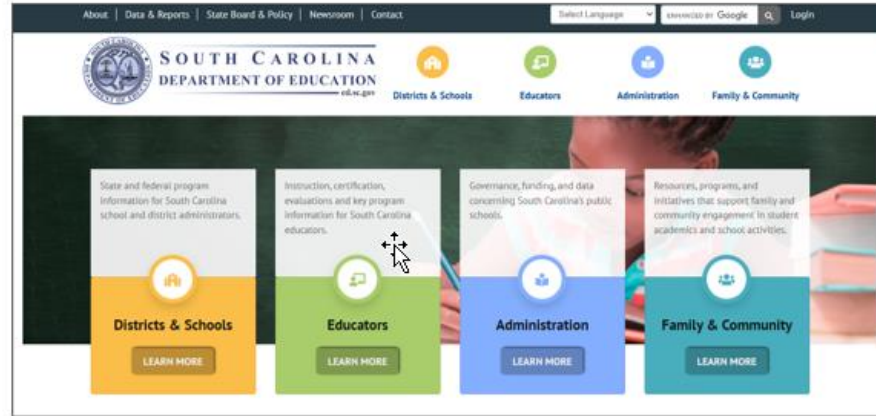 About | Data & Reports | State Board & Policy | Newsroom | Contact
Select Language
ENHANCED BY Google
Login
SOUTH CAROLINA
DEPARTMENT OF EDUCATION
ed.sc.gov
Districts & Schools
Educators
Administration
Family & Community
State and federal program
information for South Carolina
school and district administrators.
Districts & Schools
LEARN MORE
Instruction, certification,
evaluations and key program
information for South Carolina
educators.
Educators
LEARN MORE
Governance, funding, and data
concerning South Carolina's public
schools.
Administration
LEARN MORE
Resources, programs, and
initiatives that support family and
community engagement in student
academics and school activities.
Family & Community
LEARN MORE